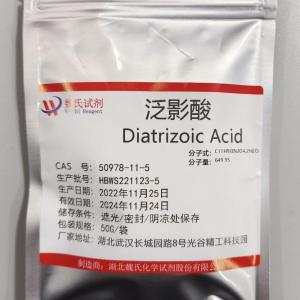 魏氏试剂
Reagent
泛影酸
Diatrizoic Acid
分子式:
分子量: 649.95
CAS 号: 50978-11-5
生产批号: HBWS221123-5
生产日期: 2022年11月25日
有效日期: 2024年11月24日
储存条件: 遮光/密封/阴凉处保存
包装规格: 50G/袋
厂家地址: 湖北武汉长城园路8号光谷精工科技园
制造商: 湖北魏氏化学试剂股份有限公司